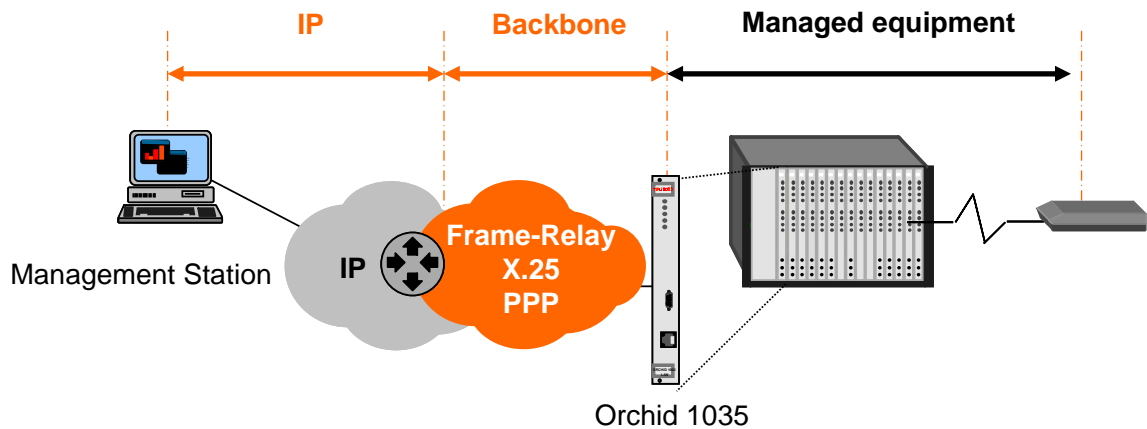 IP
Backbone
Managed equipment
Frame-Relay
X.25
PPP
IP
Management Station
Orchid 1035